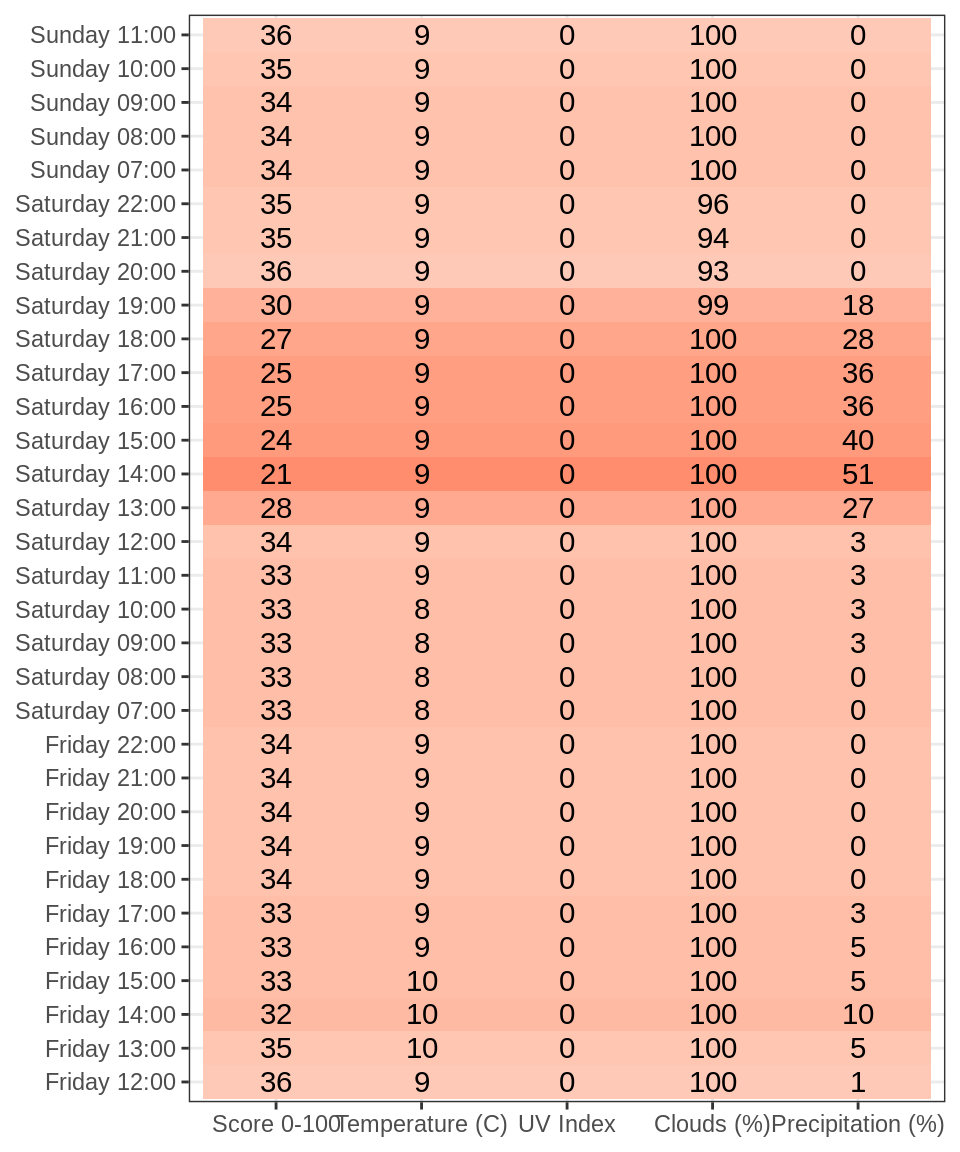 Sunday 11:00 36 9 0 100 0
Sunday 10:00 35 9 0 100 0
Sunday 09:00 34 9 0 100 0
Sunday 08:00 34 9 0 100 0
Sunday 07:00 34 9 0 100 0
Saturday 22:00 35 9 0 96 0
Saturday 21:00 35 9 0 94 0
Saturday 20:00 36 9 0 93 0
Saturday 19:00 30 9 0 99 18
Saturday 18:00 27 9 0 100 28
Saturday 17:00 25 9 0 100 36
Saturday 16:00 25 9 0 100 36
Saturday 15:00 24 9 0 100 40
Saturday 14:00 21 9 0 100 51
Saturday 13:00 28 9 0 100 27
Saturday 12:00 34 9 0 100 3
Saturday 11:00 33 9 0 100 3
Saturday 10:00 33 8 0 100 3
Saturday 09:00 33 8 0 100 3
Saturday 08:00 33 8 0 100 0
Saturday 07:00 33 8 0 100 0
Friday 22:00 34 9 0 100 0
Friday 21:00 34 9 0 100 0
Friday 20:00 34 9 0 100 0
Friday 19:00 34 9 0 100 0
Friday 18:00 34 9 0 100 0
Friday 17:00 33 9 0 100 3
Friday 16:00 33 9 0 100 5
Friday 15:00 33 10 0 100 5
Friday 14:00 32 10 0 100 10
Friday 13:00 35 10 0 100 5
Friday 12:00 36 9 0 100 1
Score 0-100 Temperature (C) UV Index Clouds (%) Precipitation (%)